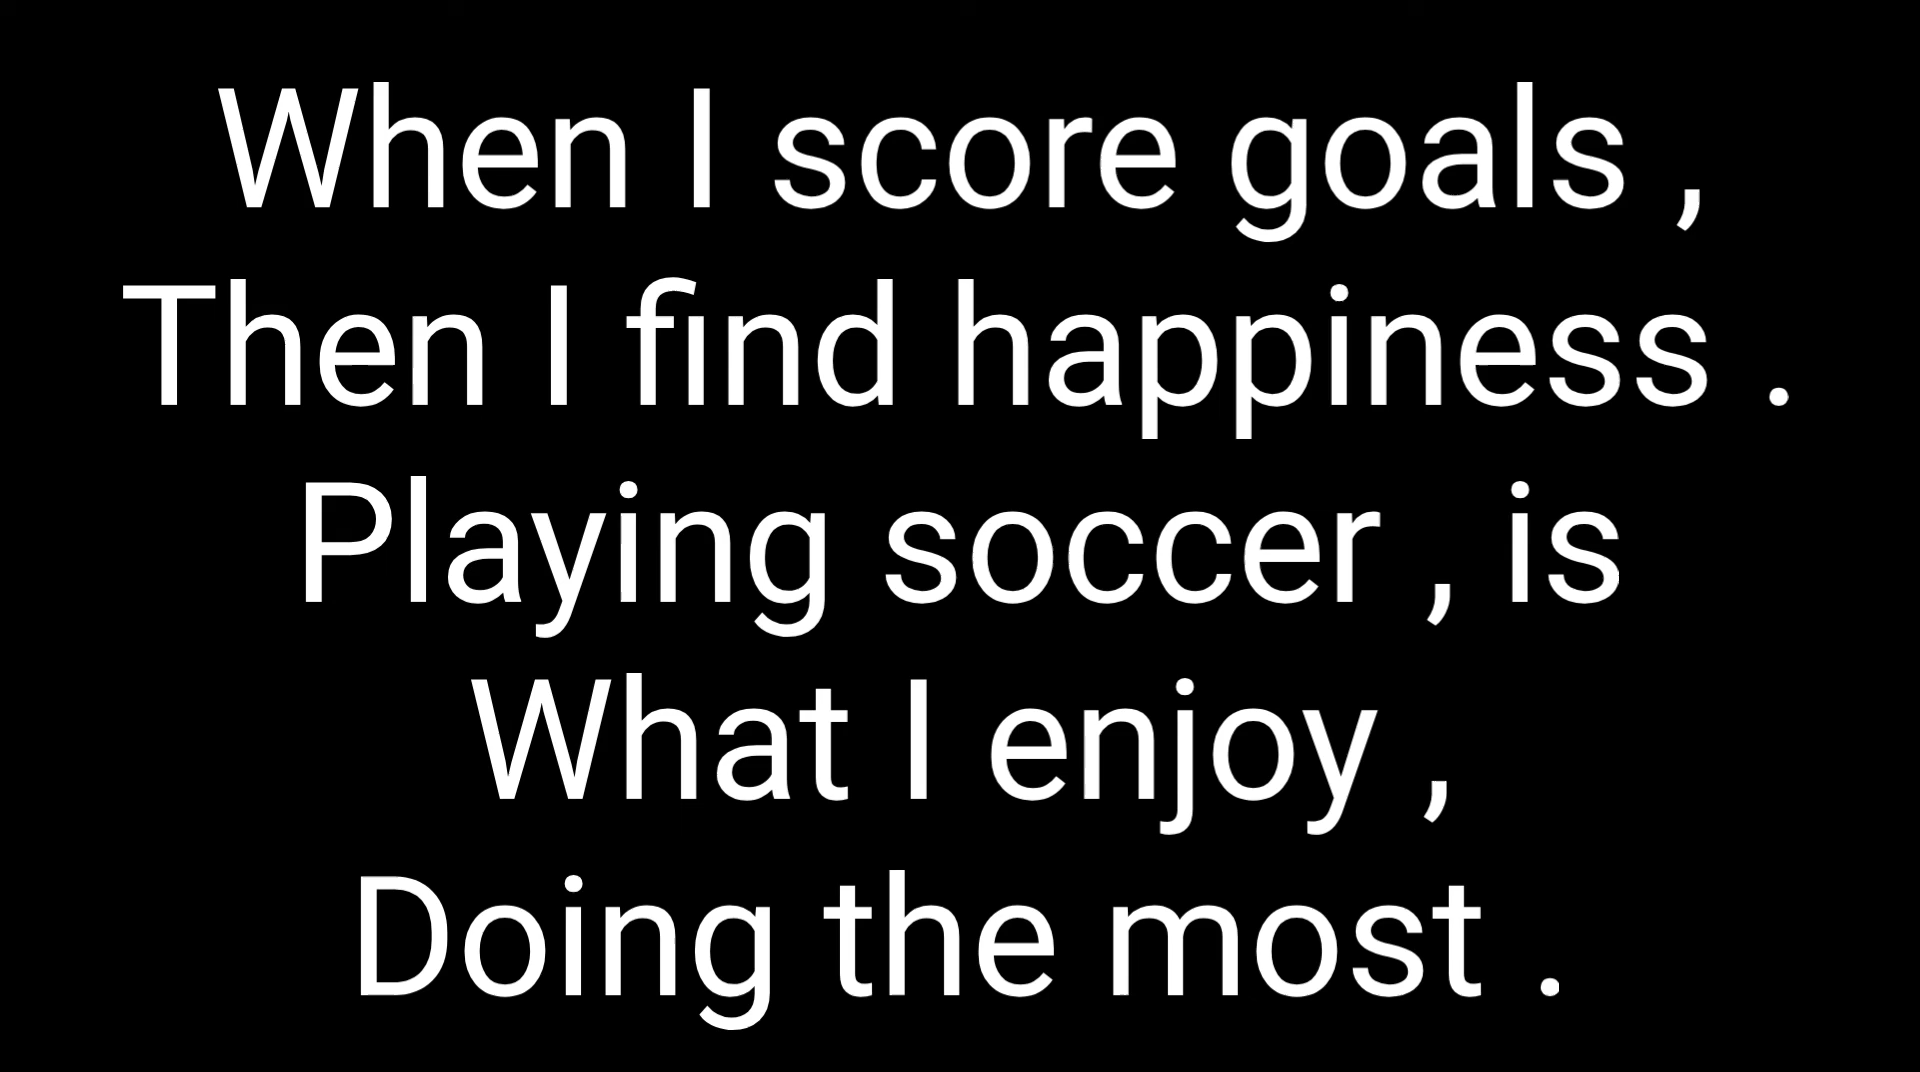 When I score goals ,
Then I find happiness .
Playing soccer , is
What I enjoy ,
Doing the most .